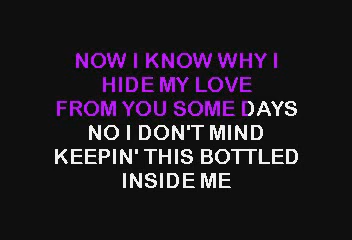 NOW I KNOW WHY I
HIDE MY LOVE
FROM YOU SOME DAYS
NO I DON'T MIND
KEEPIN' THIS BOTTLED
INSIDE ME